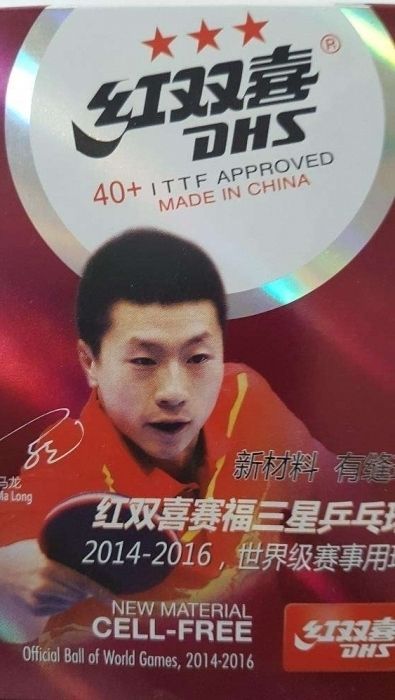 ★★★
红双喜®
DHS
40+ ITTF APPROVED
MADE IN CHINA
马龙
Ma Long
新材料 有缝
红双喜赛福三星乒乓球
2014-2016，世界级赛事用球
NEW MATERIAL
CELL-FREE
Official Ball of World Games, 2014-2016
红双喜
DHS